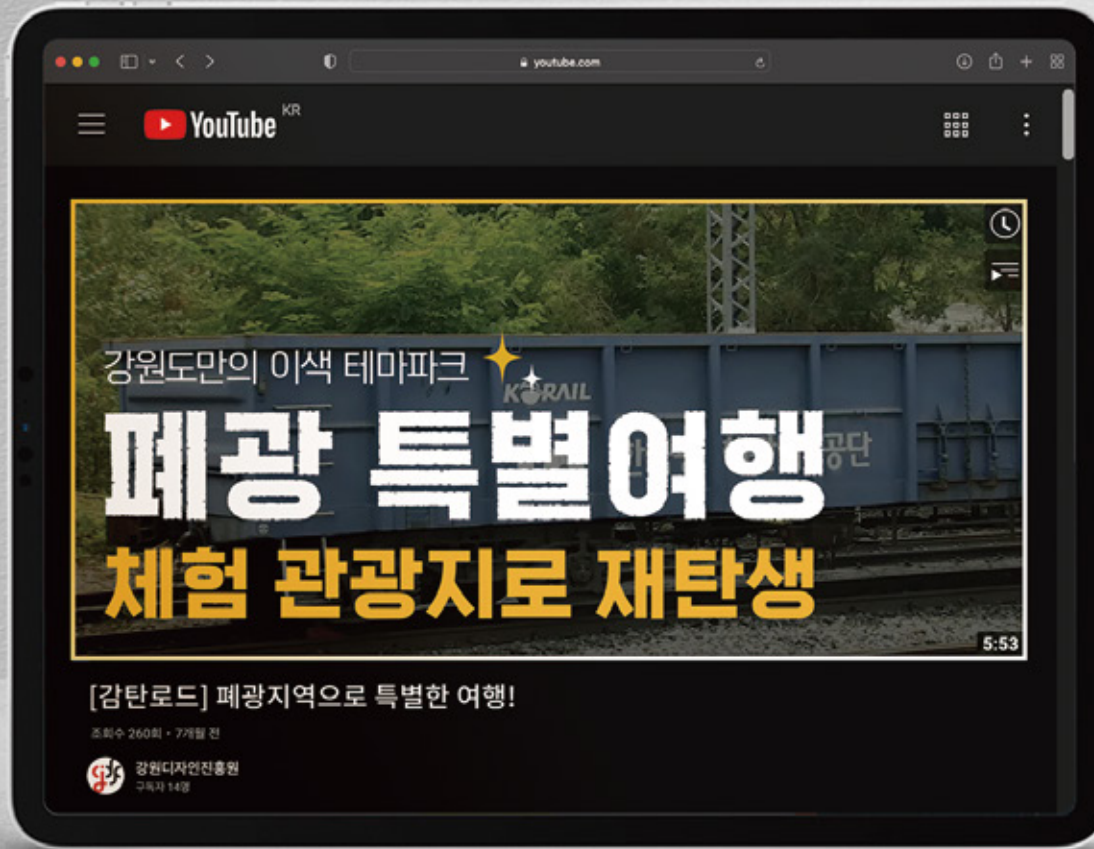 youtube.com
YouTube KR
강원도만의 이색 테마파크
KORAIL
폐광 특별여행
공단
체험 관광지로 재탄생
5:53
[감탄로드] 폐광지역으로 특별한 여행!
조회수 260회 • 7개월 전
강원디자인진흥원
구독자 14명